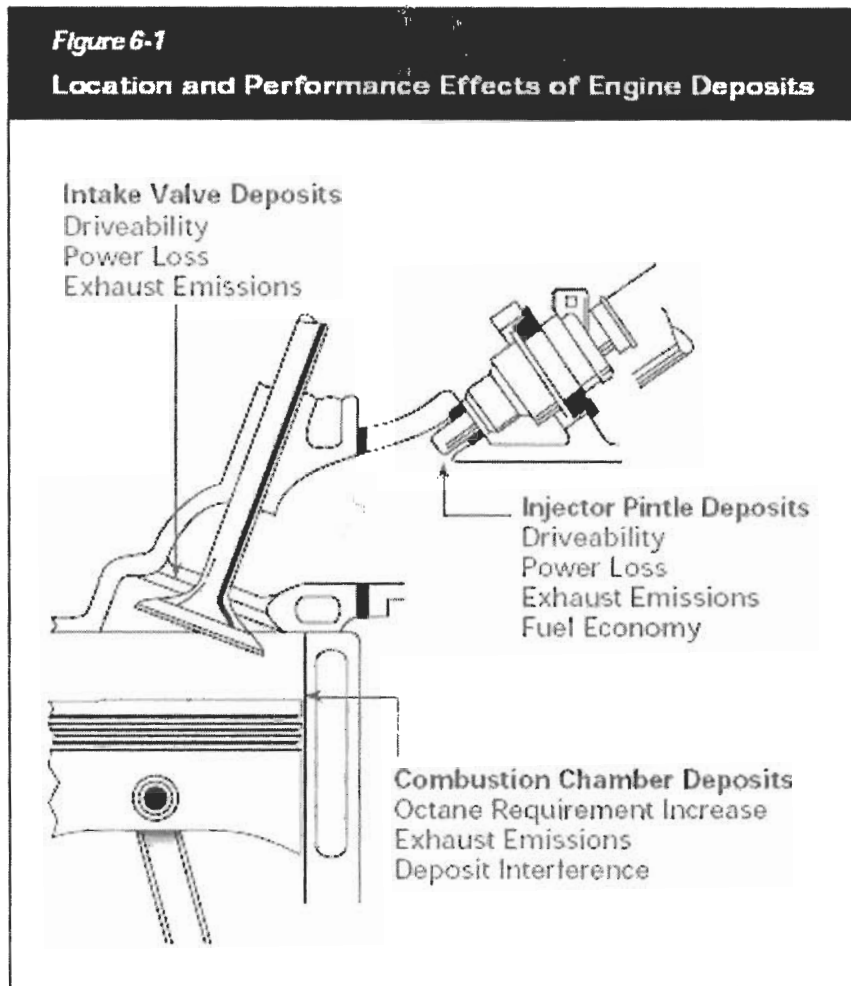 Figure 6-1
Location and Performance Effects of Engine Deposits
Intake Valve Deposits
Driveability
Power Loss
Exhaust Emissions
Injector Pintle Deposits
Driveability
Power Loss
Exhaust Emissions
Fuel Economy
Combustion Chamber Deposits
Octane Requirement Increase
Exhaust Emissions
Deposit Interference